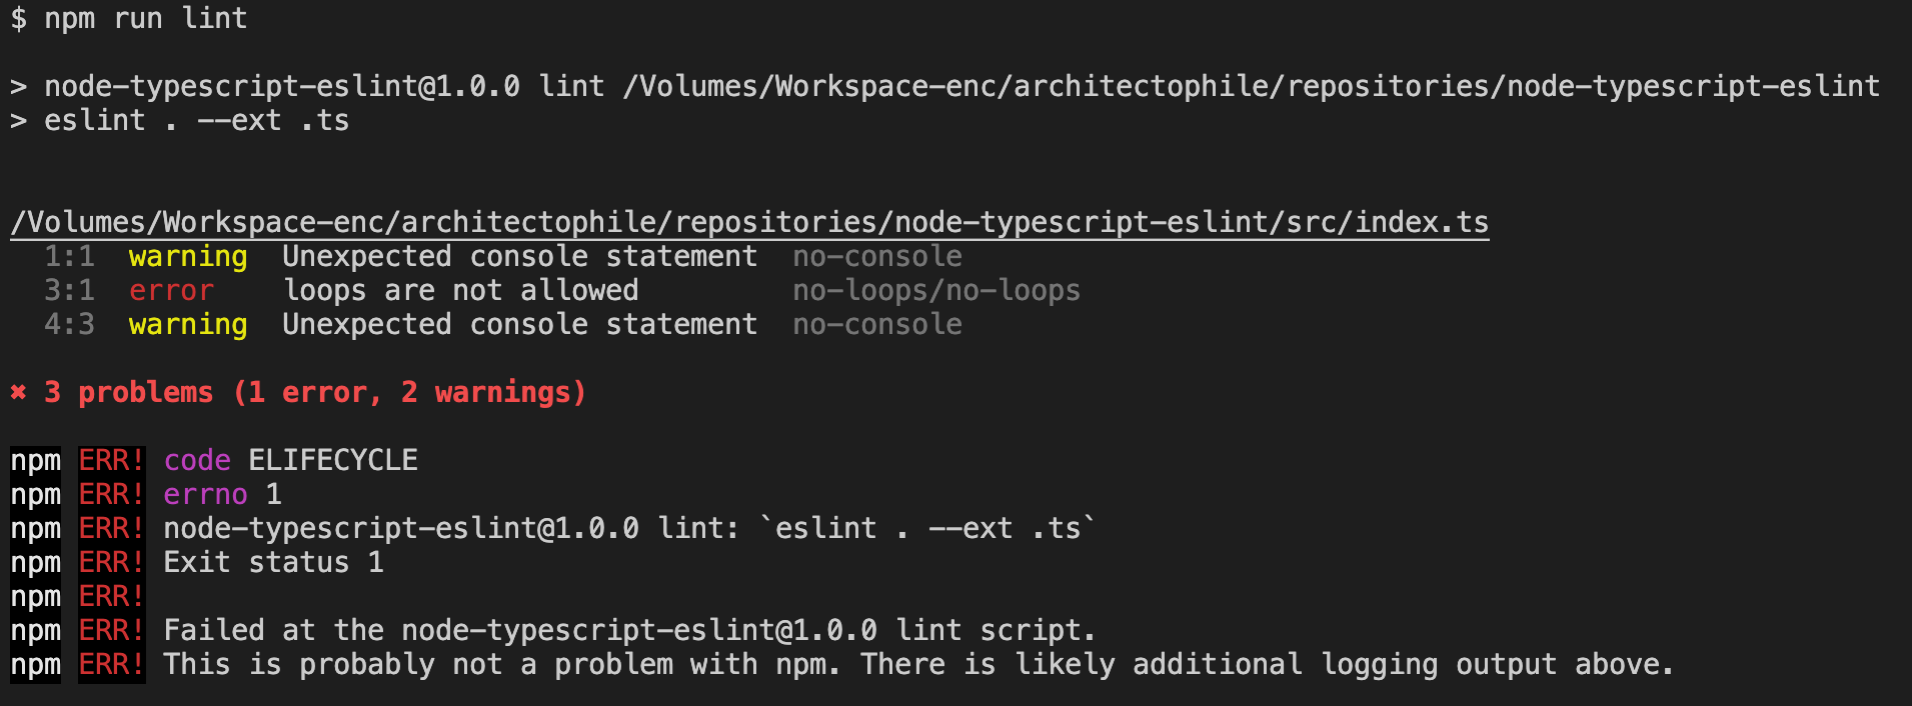 $ npm run lint
> node-typescript-eslint@1.0.0 lint /Volumes/Workspace-enc/architectophile/repositories/node-typescript-eslint
> eslint . --ext .ts
/Volumes/Workspace-enc/architectophile/repositories/node-typescript-eslint/src/index.ts
1:1 warning Unexpected console statement no-console
3:1 error loops are not allowed no-loops/no-loops
4:3 warning Unexpected console statement no-console
✖ 3 problems (1 error, 2 warnings)
npm ERR! code ELIFECYCLE
npm ERR! errno 1
npm ERR! node-typescript-eslint@1.0.0 lint: `eslint . --ext .ts`
npm ERR! Exit status 1
npm ERR!
npm ERR! Failed at the node-typescript-eslint@1.0.0 lint script.
npm ERR! This is probably not a problem with npm. There is likely additional logging output above.